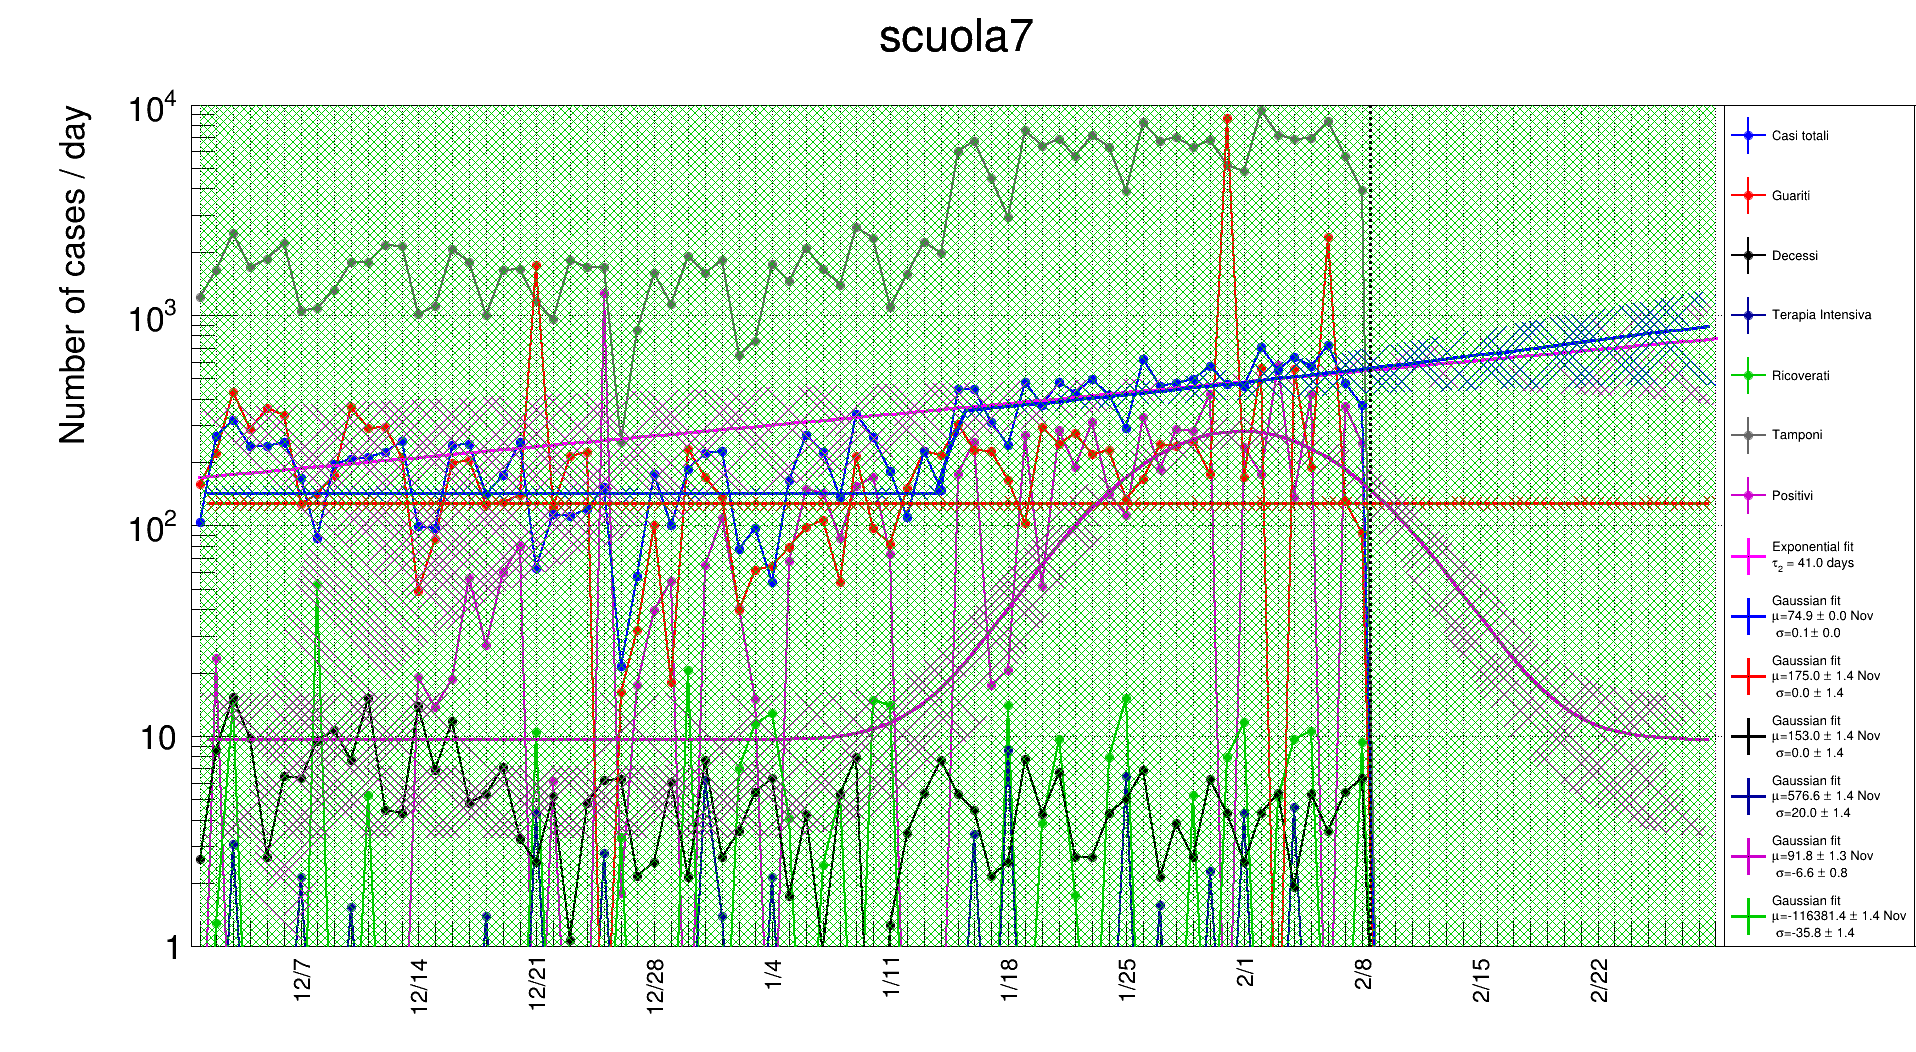 scuola7
Number of cases / day
10⁴
10³
10²
10
1
12/7
12/14
12/21
12/28
1/4
1/11
1/18
1/25
2/1
2/8
2/15
2/22
Casi totali
Guariti
Decessi
Terapia Intensiva
Ricoverati
Tamponi
Positivi
Exponential fit
τ₂ = 41.0 days
Gaussian fit
μ=74.9 ± 0.0 Nov
σ=0.1± 0.0
Gaussian fit
μ=175.0 ± 1.4 Nov
σ=0.0 ± 1.4
Gaussian fit
μ=153.0 ± 1.4 Nov
σ=0.0 ± 1.4
Gaussian fit
μ=576.6 ± 1.4 Nov
σ=20.0 ± 1.4
Gaussian fit
μ=91.8 ± 1.3 Nov
σ=-6.6 ± 0.8
Gaussian fit
μ=-116381.4 ± 1.4 Nov
σ=-35.8 ± 1.4